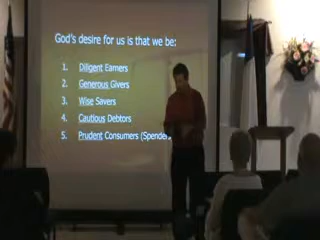 God's desire for us is that we be:
1. Diligent Earners
2. Generous Givers
3. Wise Savers
4. Cautious Debtors
5. Prudent Consumers (Spender